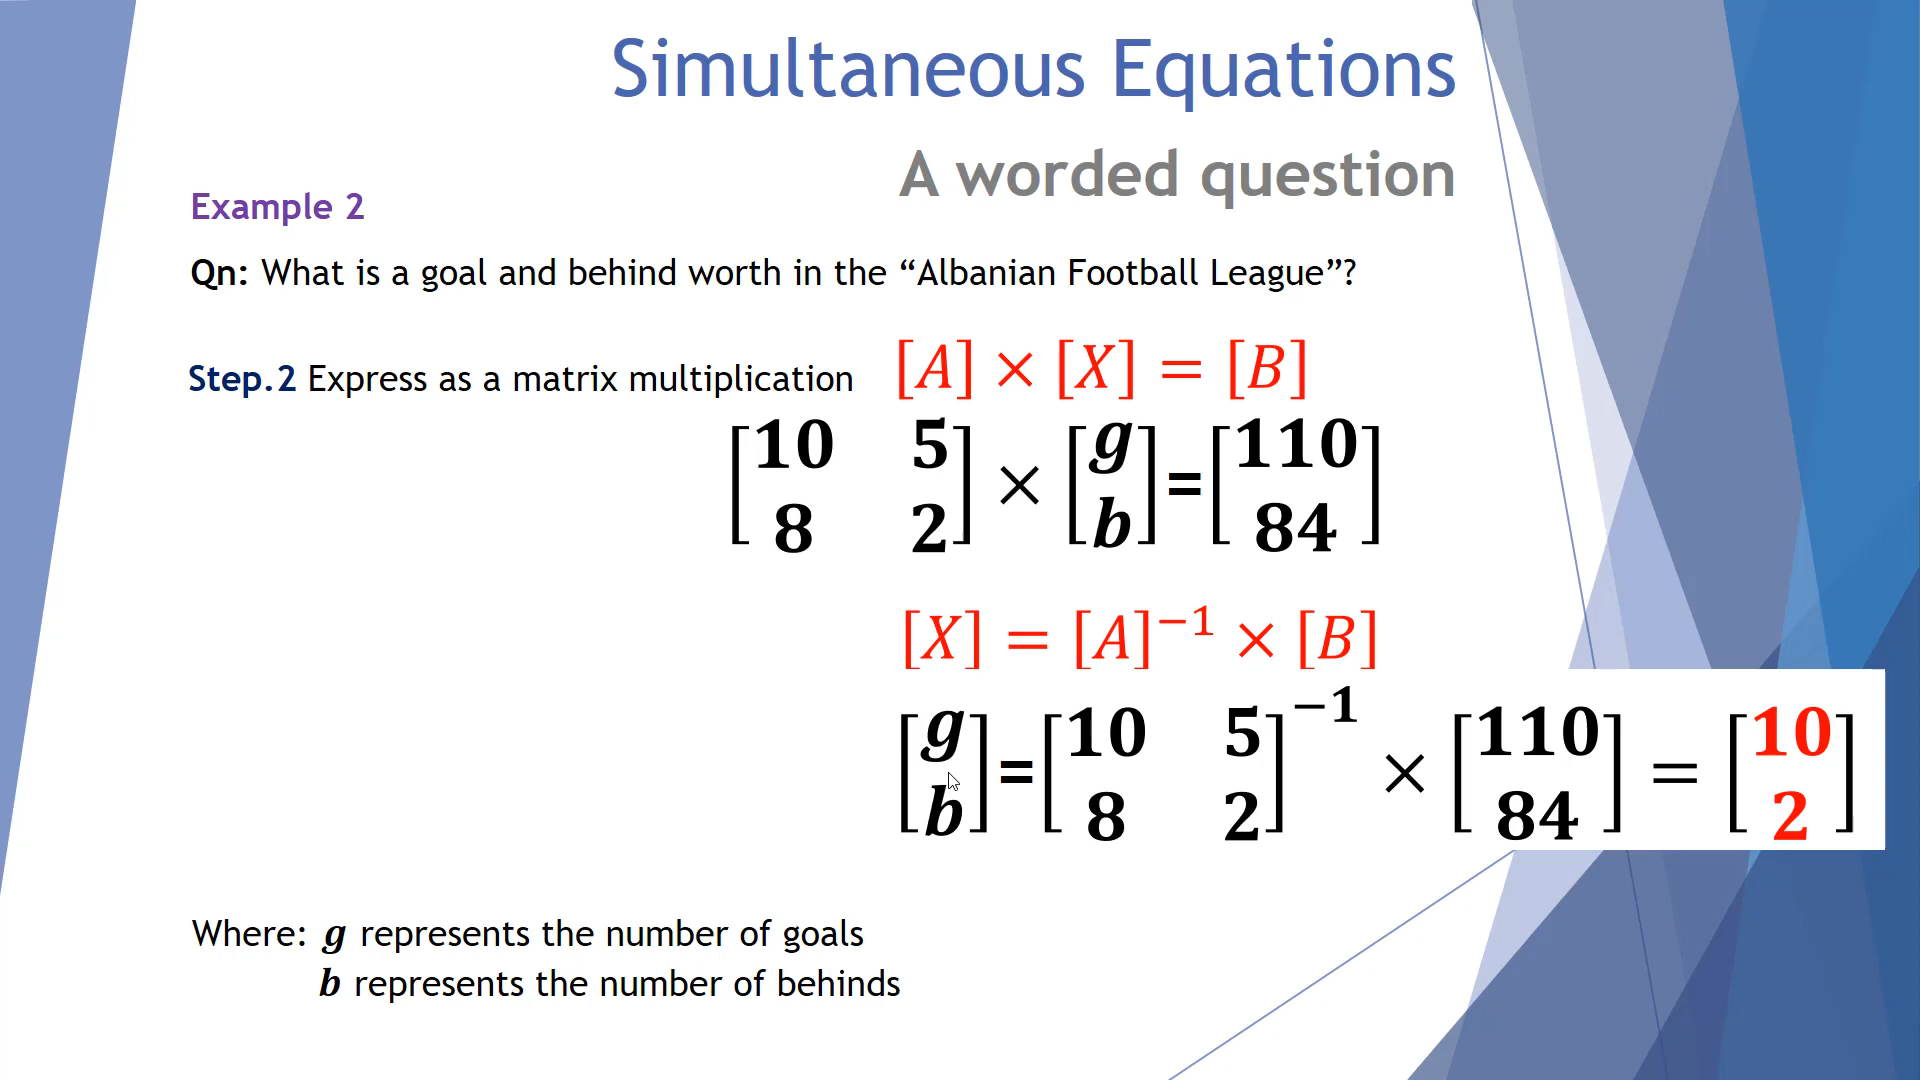 Simultaneous Equations
A worded question
Example 2
Qn: What is a goal and behind worth in the “Albanian Football League”?
Step.2 Express as a matrix multiplication [A] × [X] = [B]
[10 5; 8 2] × [g; b] = [110; 84]
[X] = [A]⁻¹ × [B]
[g; b] = [10 5; 8 2]⁻¹ × [110; 84] = [10; 2]
Where: g represents the number of goals
b represents the number of behinds